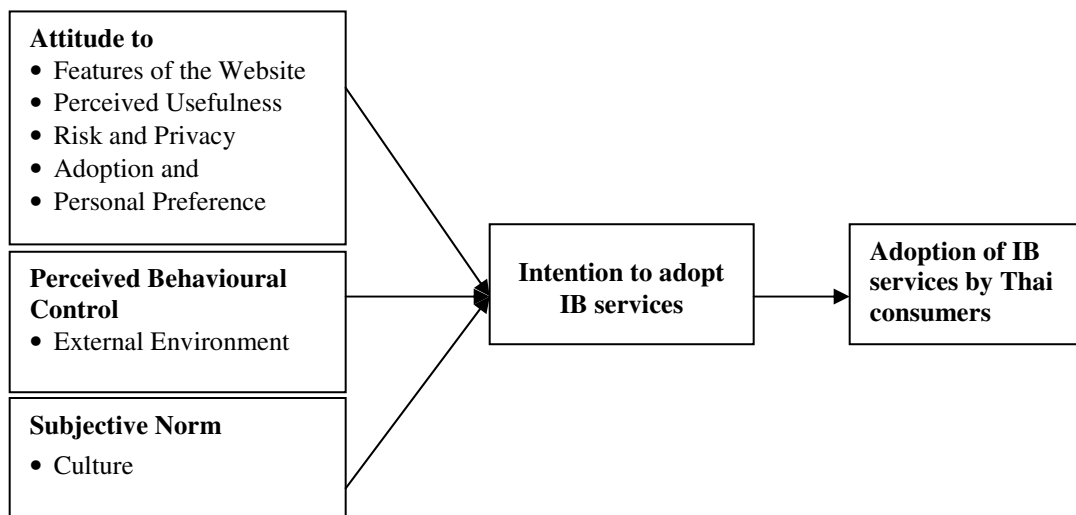 Attitude to
• Features of the Website
• Perceived Usefulness
• Risk and Privacy
• Adoption and
• Personal Preference
Perceived Behavioural
Control
• External Environment
Subjective Norm
• Culture
Intention to adopt
IB services
Adoption of IB
services by Thai
consumers